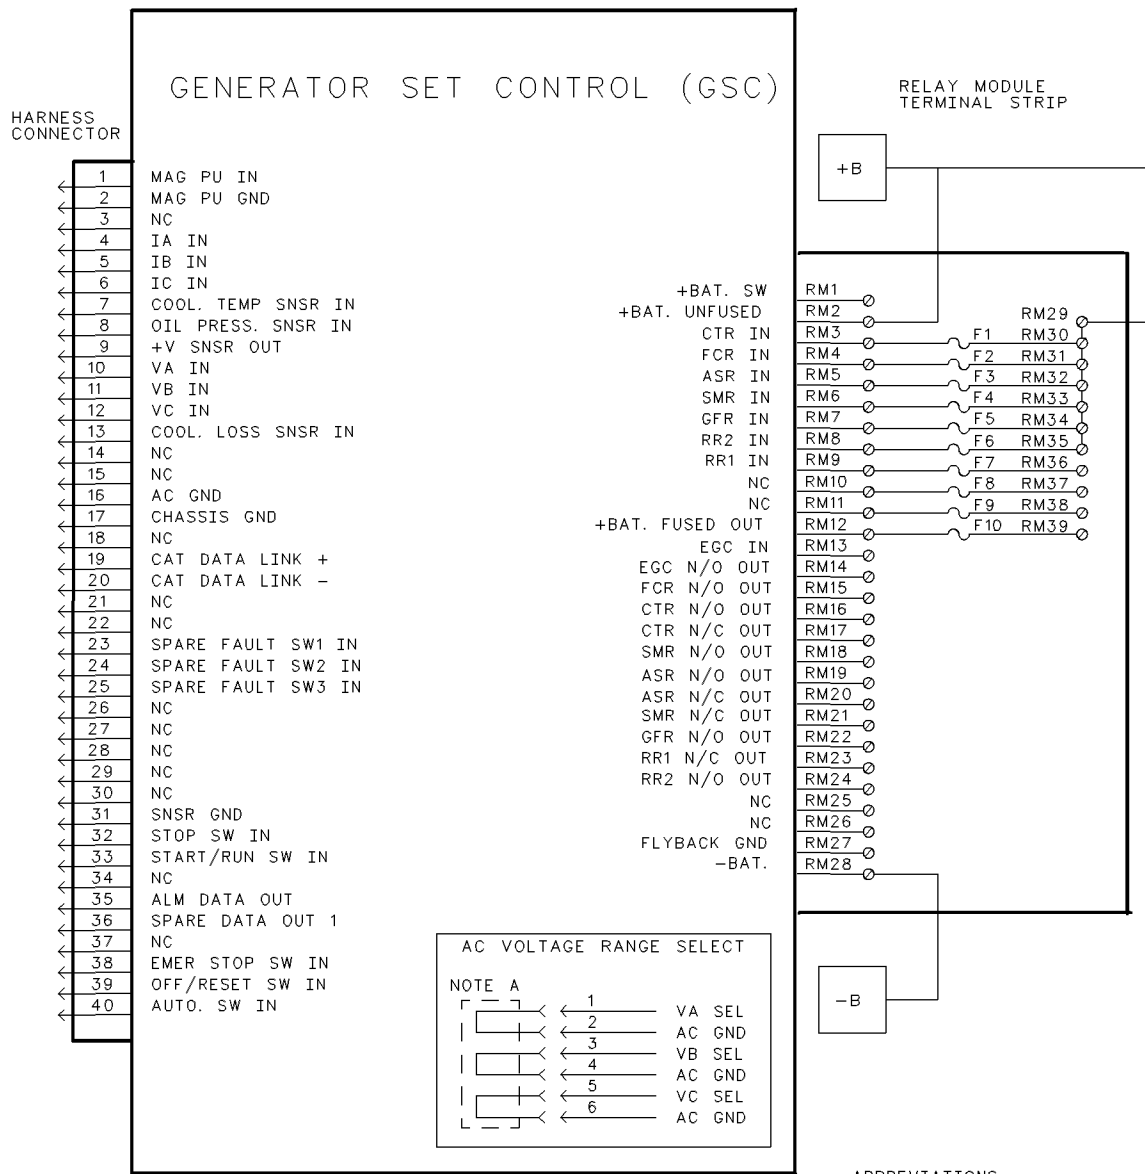 GENERATOR SET CONTROL (GSC)
RELAY MODULE
TERMINAL STRIP
HARNESS
CONNECTOR
+B
1 MAG PU IN
2 MAG PU GND
3 NC
4 IA IN
5 IB IN
6 IC IN
7 COOL. TEMP SNSR IN
8 OIL PRESS. SNSR IN
9 +V SNSR OUT
10 VA IN
11 VB IN
12 VC IN
13 COOL. LOSS SNSR IN
14 NC
15 NC
16 AC GND
17 CHASSIS GND
18 NC
19 CAT DATA LINK +
20 CAT DATA LINK -
21 NC
22 NC
23 SPARE FAULT SW1 IN
24 SPARE FAULT SW2 IN
25 SPARE FAULT SW3 IN
26 NC
27 NC
28 NC
29 NC
30 NC
31 SNSR GND
32 STOP SW IN
33 START/RUN SW IN
34 NC
35 ALM DATA OUT
36 SPARE DATA OUT 1
37 NC
38 EMER STOP SW IN
39 OFF/RESET SW IN
40 AUTO. SW IN
+BAT. SW RM1
+BAT. UNFUSED RM2 RM29
CTR IN RM3 F1 RM30
FCR IN RM4 F2 RM31
ASR IN RM5 F3 RM32
SMR IN RM6 F4 RM33
GFR IN RM7 F5 RM34
RR2 IN RM8 F6 RM35
RR1 IN RM9 F7 RM36
NC RM10 F8 RM37
NC RM11 F9 RM38
+BAT. FUSED OUT RM12 F10 RM39
EGC IN RM13
EGC N/O OUT RM14
FCR N/O OUT RM15
CTR N/O OUT RM16
CTR N/C OUT RM17
SMR N/O OUT RM18
ASR N/O OUT RM19
ASR N/C OUT RM20
SMR N/C OUT RM21
GFR N/O OUT RM22
RR1 N/C OUT RM23
RR2 N/O OUT RM24
NC RM25
NC RM26
FLYBACK GND RM27
-BAT. RM28
AC VOLTAGE RANGE SELECT
NOTE A
1 VA SEL
2 AC GND
3 VB SEL
4 AC GND
5 VC SEL
6 AC GND
-B